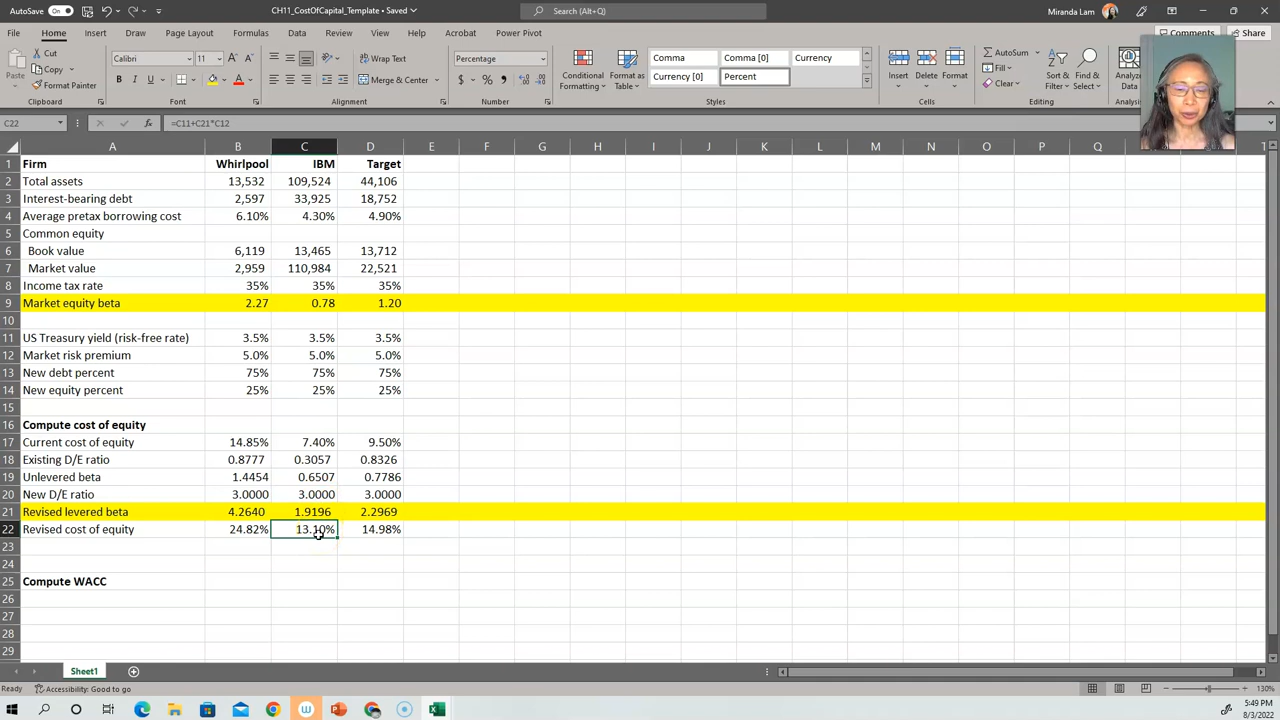 AutoSave On CH11_CostOfCapital_Template • Saved Search (Alt+Q) Miranda Lam
File Home Insert Draw Page Layout Formulas Data Review View Help Acrobat Power Pivot Comments Share
Paste Cut Copy Format Painter
Calibri 11 Wrap Text Merge & Center Percentage
Conditional Formatting Format as Table Comma Comma [0] Currency Currency [0] Percent
Insert Delete Format AutoSum Fill Clear Sort & Filter Find & Select Analyze Data
Clipboard Font Alignment Number Styles Cells Editing Analysis
C22 =C11+C21*C12
A B C D E F G H I J K L M N O P Q R S T
1 Firm Whirlpool IBM Target
2 Total assets 13,532 109,524 44,106
3 Interest-bearing debt 2,597 33,925 18,752
4 Average pretax borrowing cost 6.10% 4.30% 4.90%
5 Common equity
6 Book value 6,119 13,465 13,712
7 Market value 2,959 110,984 22,521
8 Income tax rate 35% 35% 35%
9 Market equity beta 2.27 0.78 1.20
10
11 US Treasury yield (risk-free rate) 3.5% 3.5% 3.5%
12 Market risk premium 5.0% 5.0% 5.0%
13 New debt percent 75% 75% 75%
14 New equity percent 25% 25% 25%
15
16 Compute cost of equity
17 Current cost of equity 14.85% 7.40% 9.50%
18 Existing D/E ratio 0.8777 0.3057 0.8326
19 Unlevered beta 1.4454 0.6507 0.7786
20 New D/E ratio 3.0000 3.0000 3.0000
21 Revised levered beta 4.2640 1.9196 2.2969
22 Revised cost of equity 24.82% 13.10% 14.98%
23
24
25 Compute WACC
26
27
28
29
Sheet1
Ready Accessibility: Good to go 130%
5:49 PM
8/3/2022